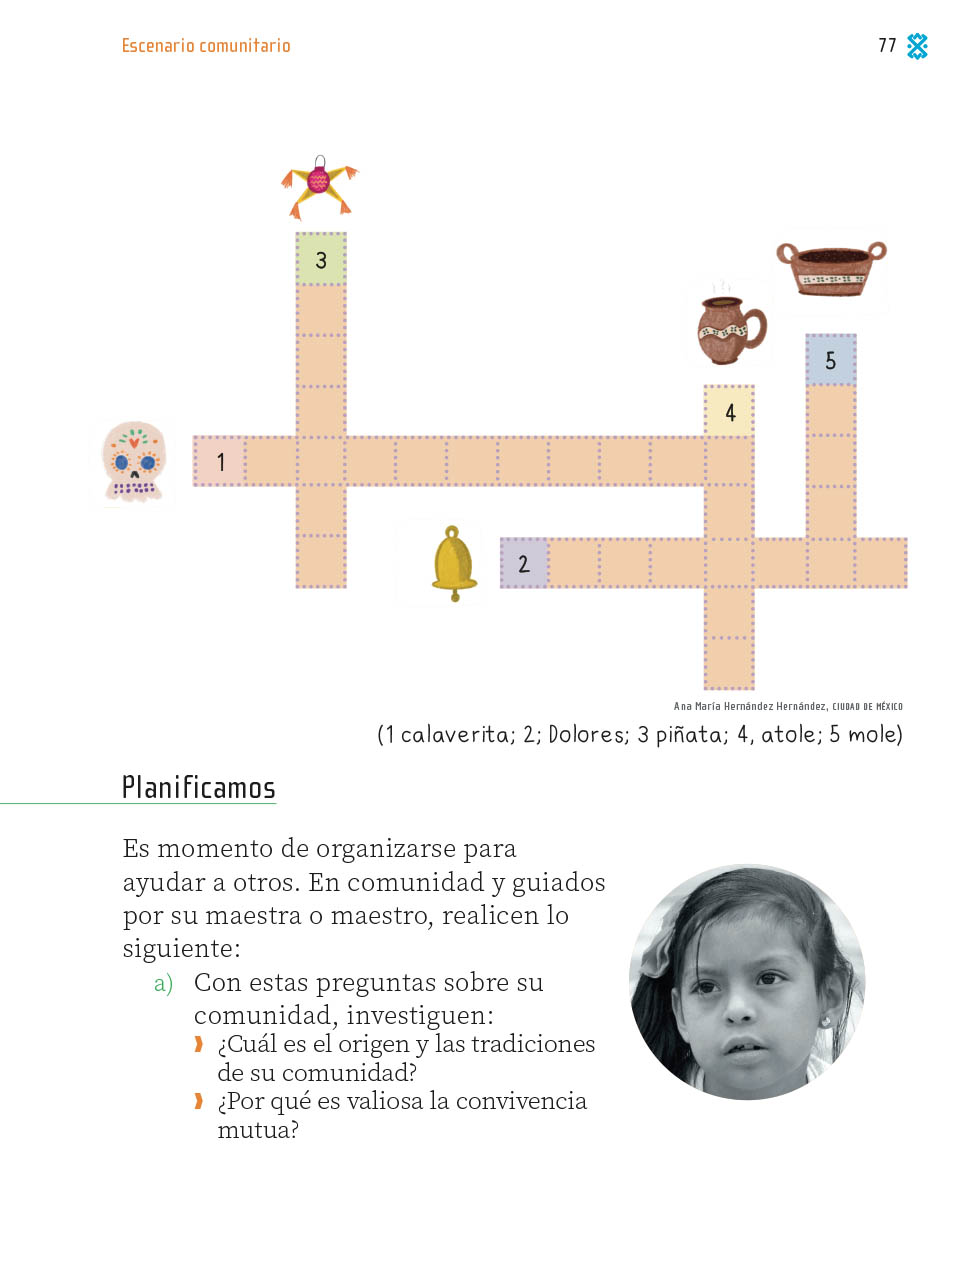 Escenario comunitario
77
3
5
4
1
2
Ana María Hernández Hernández, CIUDAD DE MÉXICO
(1 calaverita; 2; Dolores; 3 piñata; 4, atole; 5 mole)
Planificamos
Es momento de organizarse para
ayudar a otros. En comunidad y guiados
por su maestra o maestro, realicen lo
siguiente:
a) Con estas preguntas sobre su
comunidad, investiguen:
¿Cuál es el origen y las tradiciones
de su comunidad?
¿Por qué es valiosa la convivencia
mutua?